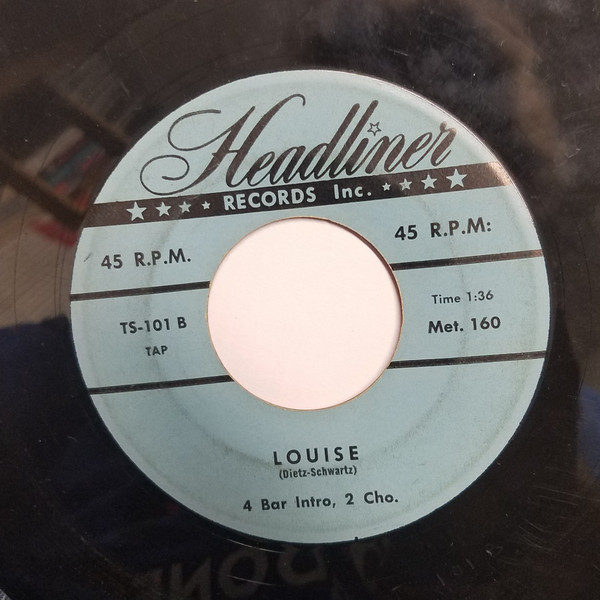 Headliner
RECORDS Inc.
45 R.P.M.
45 R.P.M:
TS-101 B
TAP
Time 1:36
Met. 160
LOUISE
(Dietz-Schwartz)
4 Bar Intro, 2 Cho.